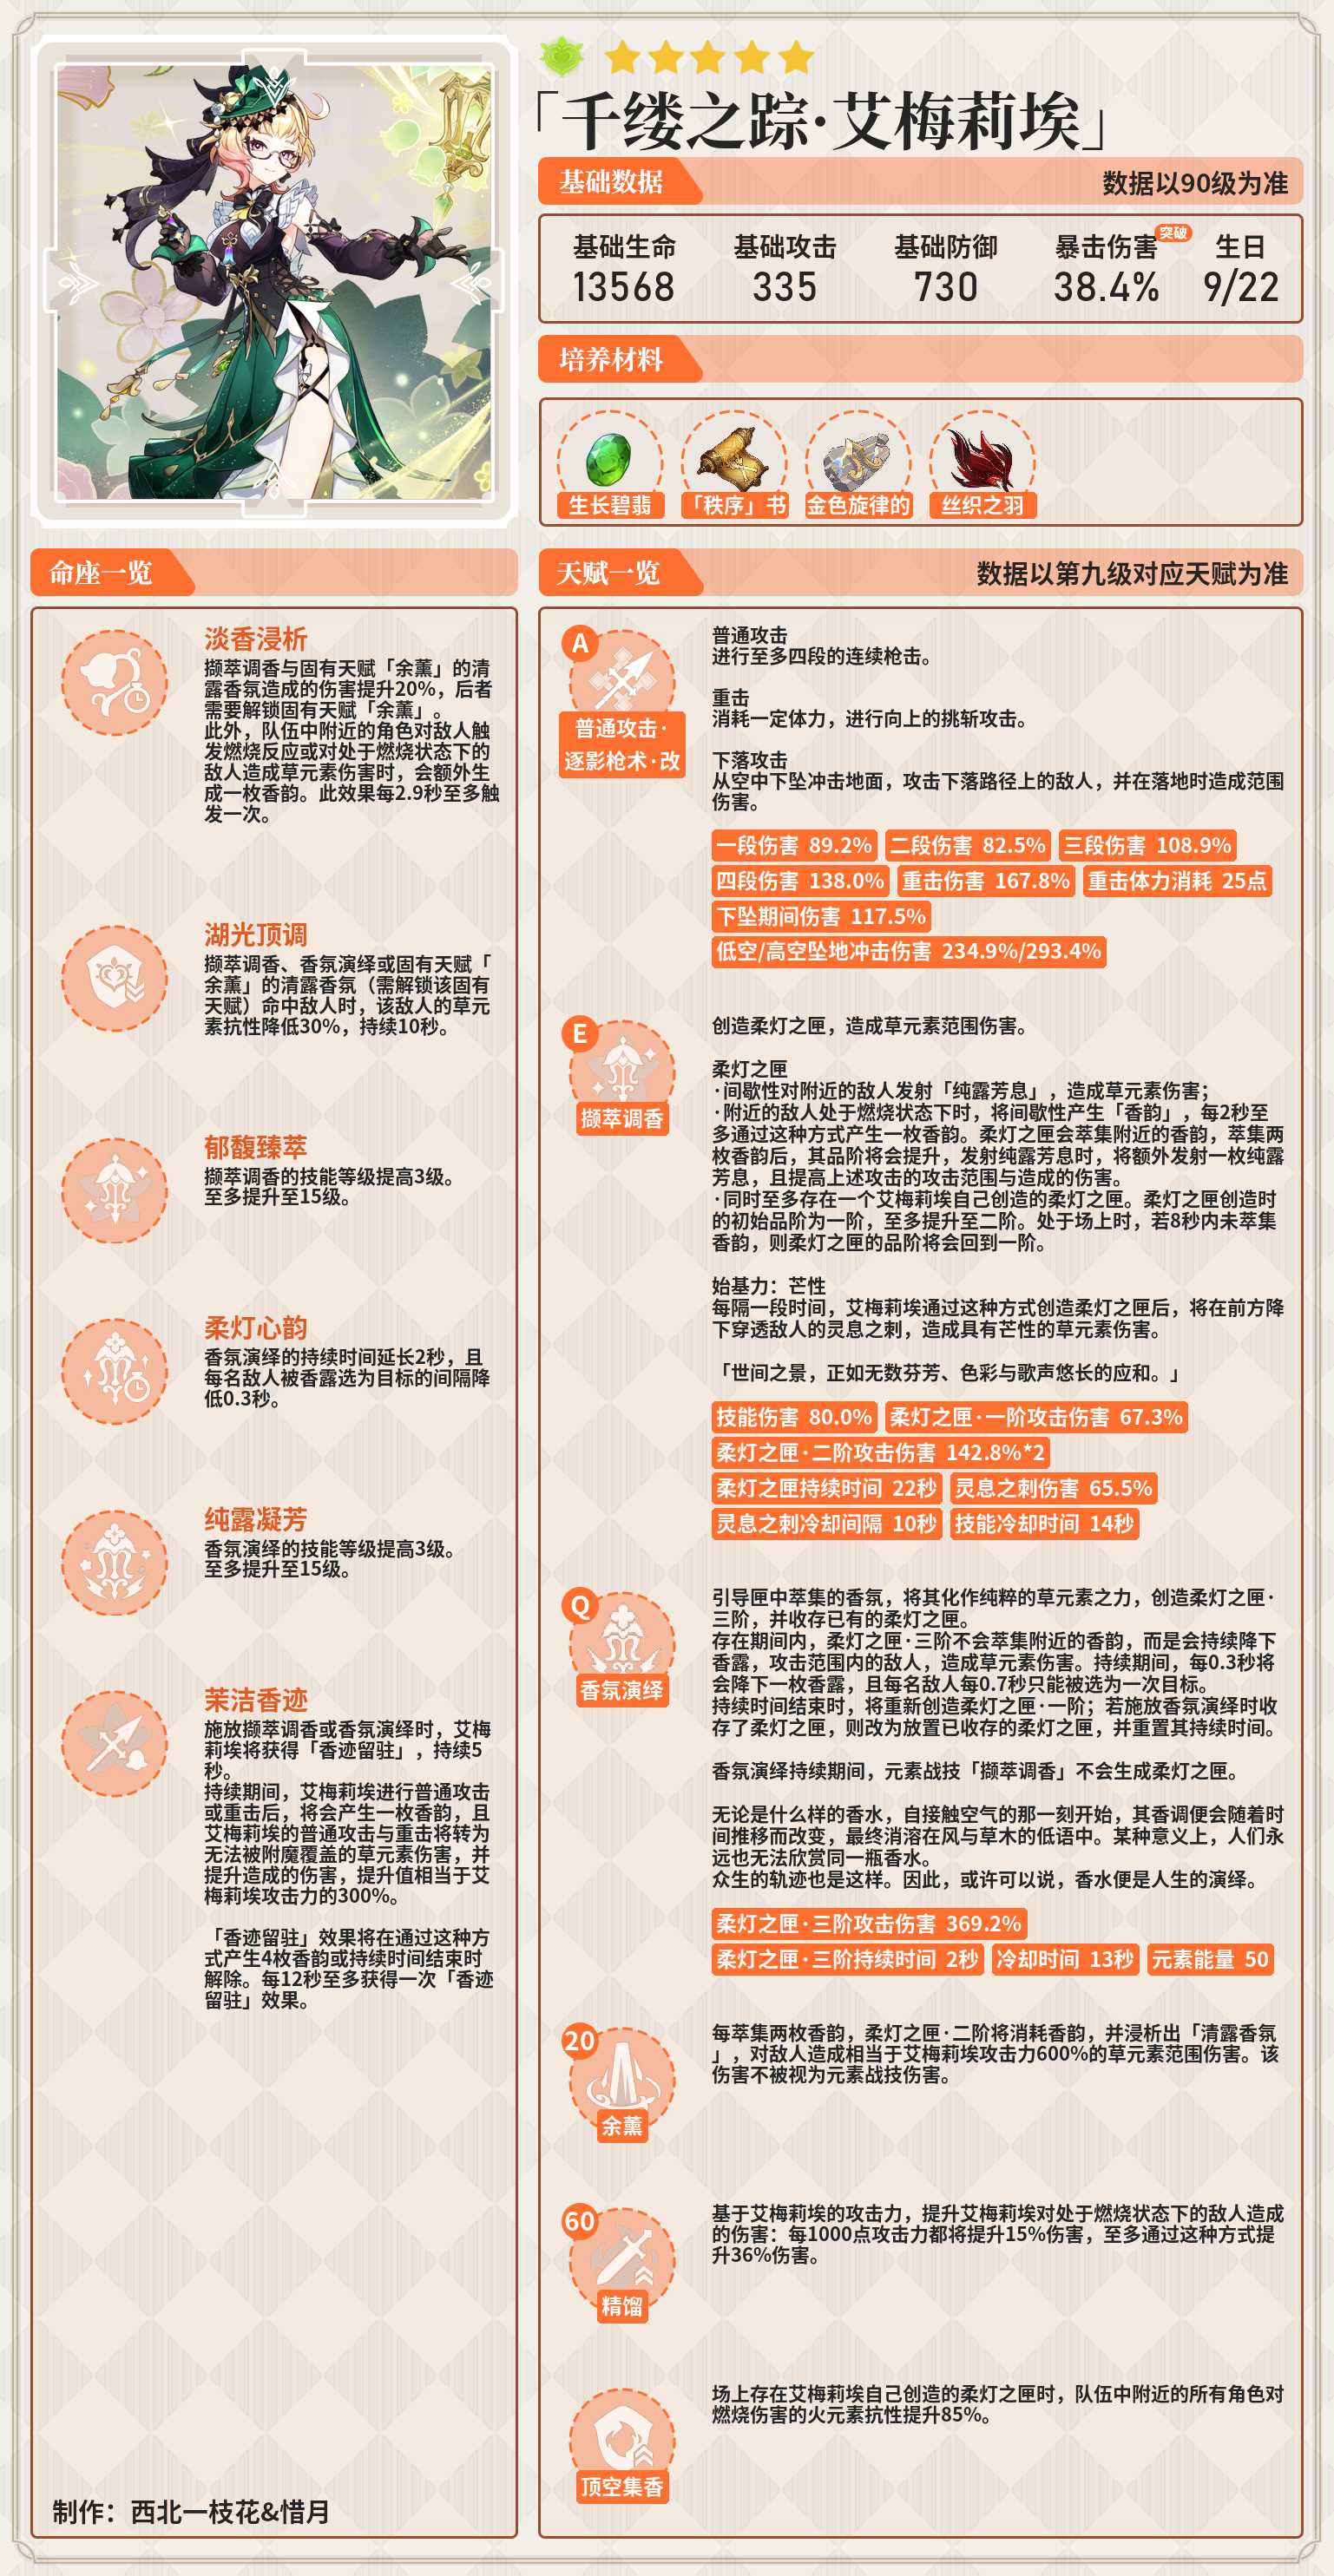 「千缕之踪·艾梅莉埃」
基础数据
数据以90级为准
基础生命
基础攻击
基础防御
暴击伤害
突破
生日
13568
335
730
38.4%
9/22
培养材料
生长碧翡
「秩序」书
金色旋律的
丝织之羽
命座一览
淡香浸析
撷萃调香与固有天赋「余薰」的清
露香氛造成的伤害提升20%，后者
需要解锁固有天赋「余薰」。
此外，队伍中附近的角色对敌人触
发燃烧反应或对处于燃烧状态下的
敌人造成草元素伤害时，会额外生
成一枚香韵。此效果每2.9秒至多触
发一次。
湖光顶调
撷萃调香、香氛演绎或固有天赋「
余薰」的清露香氛（需解锁该固有
天赋）命中敌人时，该敌人的草元
素抗性降低30%，持续10秒。
郁馥臻萃
撷萃调香的技能等级提高3级。
至多提升至15级。
柔灯心韵
香氛演绎的持续时间延长2秒，且
每名敌人被香露选为目标的间隔降
低0.3秒。
纯露凝芳
香氛演绎的技能等级提高3级。
至多提升至15级。
茉洁香迹
施放撷萃调香或香氛演绎时，艾梅
莉埃将获得「香迹留驻」，持续5
秒。
持续期间，艾梅莉埃进行普通攻击
或重击后，将会产生一枚香韵，且
艾梅莉埃的普通攻击与重击将转为
无法被附魔覆盖的草元素伤害，并
提升造成的伤害，提升值相当于艾
梅莉埃攻击力的300%。
「香迹留驻」效果将在通过这种方
式产生4枚香韵或持续时间结束时
解除。每12秒至多获得一次「香迹
留驻」效果。
制作：西北一枝花&惜月
天赋一览
数据以第九级对应天赋为准
A
普通攻击·
逐影枪术·改
普通攻击
进行至多四段的连续枪击。
重击
消耗一定体力，进行向上的挑斩攻击。
下落攻击
从空中下坠冲击地面，攻击下落路径上的敌人，并在落地时造成范围
伤害。
一段伤害 89.2% 二段伤害 82.5% 三段伤害 108.9%
四段伤害 138.0% 重击伤害 167.8% 重击体力消耗 25点
下坠期间伤害 117.5%
低空/高空坠地冲击伤害 234.9%/293.4%
E
撷萃调香
创造柔灯之匣，造成草元素范围伤害。
柔灯之匣
·间歇性对附近的敌人发射「纯露芳息」，造成草元素伤害；
·附近的敌人处于燃烧状态下时，将间歇性产生「香韵」，每2秒至
多通过这种方式产生一枚香韵。柔灯之匣会萃集附近的香韵，萃集两
枚香韵后，其品阶将会提升，发射纯露芳息时，将额外发射一枚纯露
芳息，且提高上述攻击的攻击范围与造成的伤害。
·同时至多存在一个艾梅莉埃自己创造的柔灯之匣。柔灯之匣创造时
的初始品阶为一阶，至多提升至二阶。处于场上时，若8秒内未萃集
香韵，则柔灯之匣的品阶将会回到一阶。
始基力：芒性
每隔一段时间，艾梅莉埃通过这种方式创造柔灯之匣后，将在前方降
下穿透敌人的灵息之刺，造成具有芒性的草元素伤害。
「世间之景，正如无数芬芳、色彩与歌声悠长的应和。」
技能伤害 80.0% 柔灯之匣·一阶攻击伤害 67.3%
柔灯之匣·二阶攻击伤害 142.8%*2
柔灯之匣持续时间 22秒 灵息之刺伤害 65.5%
灵息之刺冷却间隔 10秒 技能冷却时间 14秒
Q
香氛演绎
引导匣中萃集的香氛，将其化作纯粹的草元素之力，创造柔灯之匣·
三阶，并收存已有的柔灯之匣。
存在期间内，柔灯之匣·三阶不会萃集附近的香韵，而是会持续降下
香露，攻击范围内的敌人，造成草元素伤害。持续期间，每0.3秒将
会降下一枚香露，且每名敌人每0.7秒只能被选为一次目标。
持续时间结束时，将重新创造柔灯之匣·一阶；若施放香氛演绎时收
存了柔灯之匣，则改为放置已收存的柔灯之匣，并重置其持续时间。
香氛演绎持续期间，元素战技「撷萃调香」不会生成柔灯之匣。
无论是什么样的香水，自接触空气的那一刻开始，其香调便会随着时
间推移而改变，最终消溶在风与草木的低语中。某种意义上，人们永
远也无法欣赏同一瓶香水。
众生的轨迹也是这样。因此，或许可以说，香水便是人生的演绎。
柔灯之匣·三阶攻击伤害 369.2%
柔灯之匣·三阶持续时间 2秒 冷却时间 13秒 元素能量 50
20
余薰
每萃集两枚香韵，柔灯之匣·二阶将消耗香韵，并浸析出「清露香氛
」，对敌人造成相当于艾梅莉埃攻击力600%的草元素范围伤害。该
伤害不被视为元素战技伤害。
60
精馏
基于艾梅莉埃的攻击力，提升艾梅莉埃对处于燃烧状态下的敌人造成
的伤害：每1000点攻击力都将提升15%伤害，至多通过这种方式提
升36%伤害。
顶空集香
场上存在艾梅莉埃自己创造的柔灯之匣时，队伍中附近的所有角色对
燃烧伤害的火元素抗性提升85%。